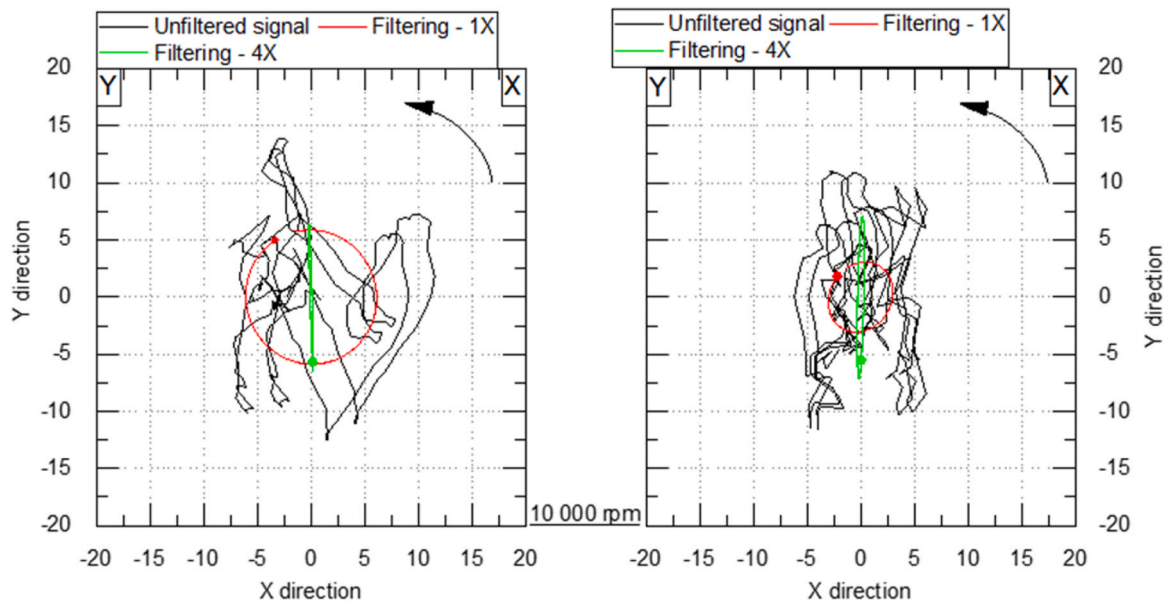 Unfiltered signal Filtering - 1X
Filtering - 4X
Unfiltered signal Filtering - 1X
Filtering - 4X
20
15
10
5
0
-5
-10
-15
-20
Y direction
Y
X
-20 -15 -10 -5 0 5 10 15 20
X direction
10 000 rpm
Y
X
20
15
10
5
0
-5
-10
-15
-20
Y direction
-20 -15 -10 -5 0 5 10 15 20
X direction